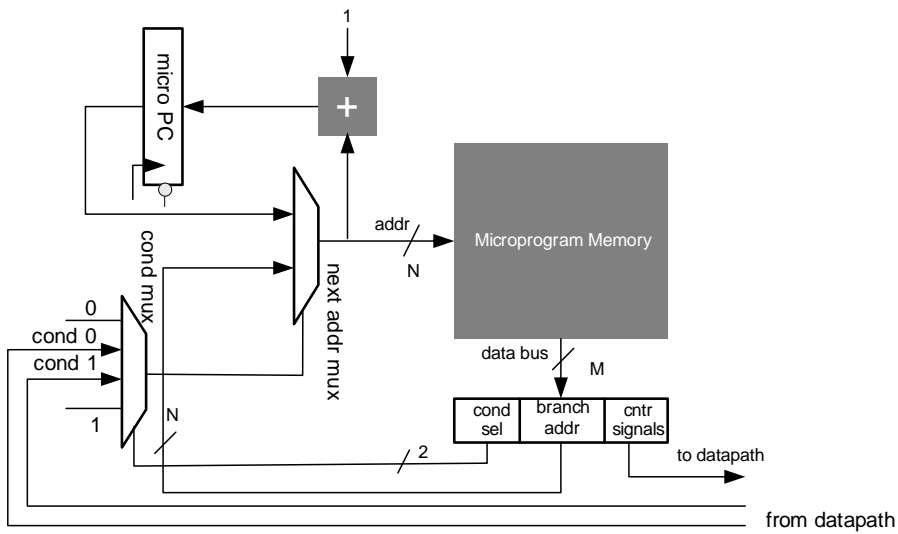 1
micro PC
+
addr
N
Microprogram Memory
cond mux
next addr mux
0
cond 0
cond 1
1
N
data bus
M
cond
sel
branch
addr
cntr
signals
2
to datapath
from datapath